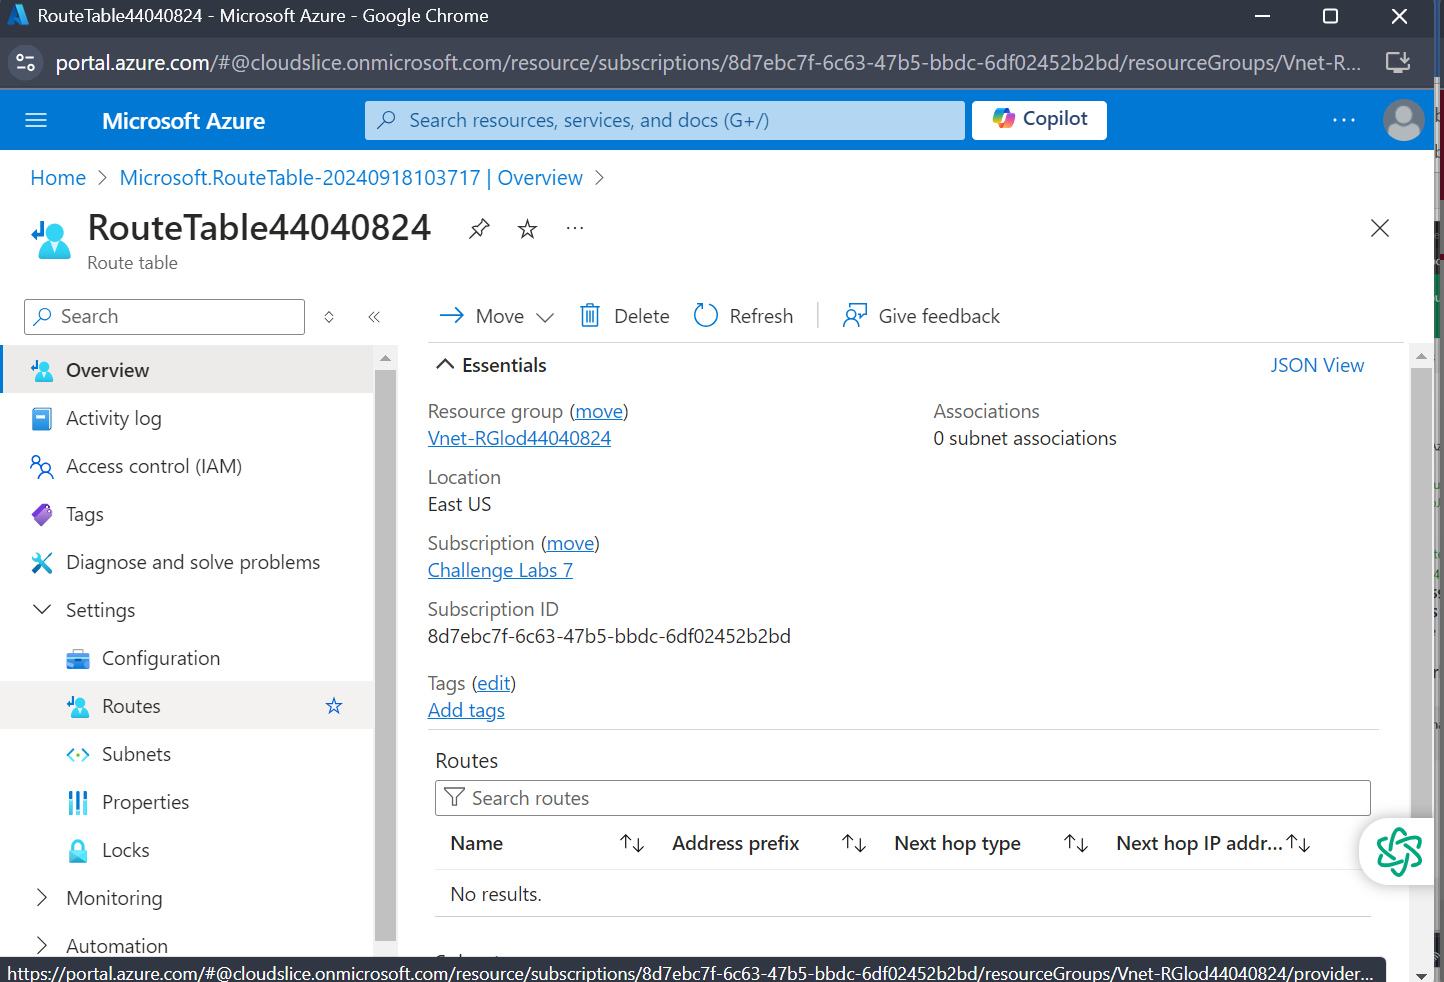 RouteTable44040824 - Microsoft Azure - Google Chrome
portal.azure.com/#@cloudslice.onmicrosoft.com/resource/subscriptions/8d7ebc7f-6c63-47b5-bbdc-6df02452b2bd/resourceGroups/Vnet-R...
Microsoft Azure
Search resources, services, and docs (G+/)
Copilot
Home > Microsoft.RouteTable-20240918103717 | Overview >
RouteTable44040824
Route table
Search
Move
Delete
Refresh
Give feedback
Overview
Activity log
Access control (IAM)
Tags
Diagnose and solve problems
Settings
Configuration
Routes
Subnets
Properties
Locks
Monitoring
Automation
Essentials
JSON View
Resource group (move)
Vnet-RGlod44040824
Associations
0 subnet associations
Location
East US
Subscription (move)
Challenge Labs 7
Subscription ID
8d7ebc7f-6c63-47b5-bbdc-6df02452b2bd
Tags (edit)
Add tags
Routes
Search routes
Name
Address prefix
Next hop type
Next hop IP addr...
No results.
https://portal.azure.com/#@cloudslice.onmicrosoft.com/resource/subscriptions/8d7ebc7f-6c63-47b5-bbdc-6df02452b2bd/resourceGroups/Vnet-RGlod44040824/provider...